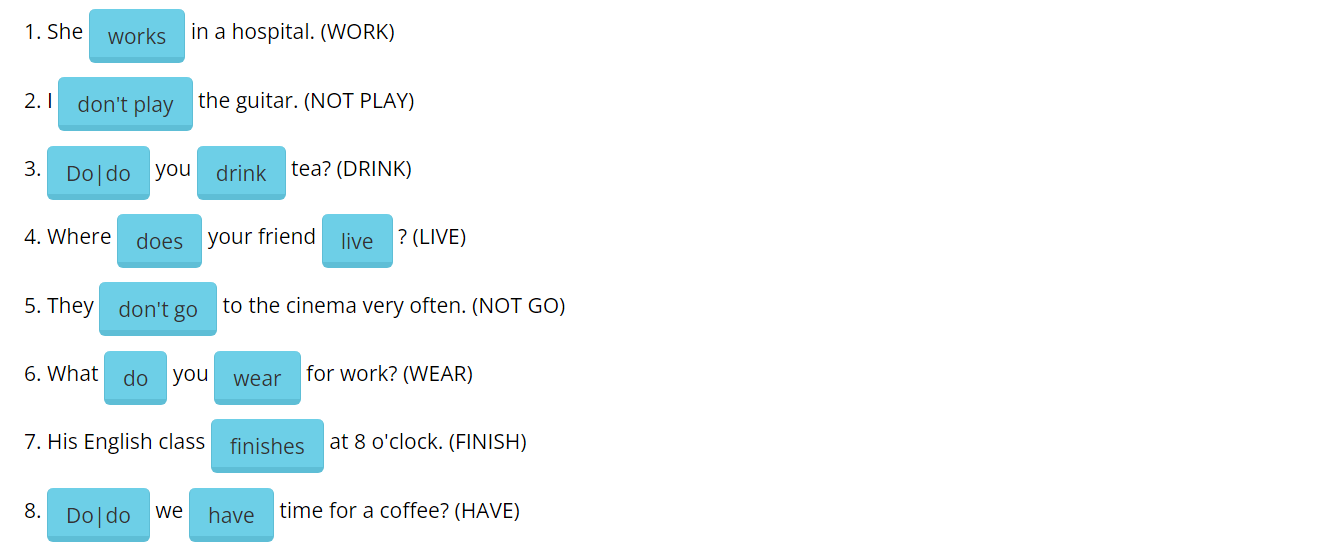 1. She works in a hospital. (WORK)
2. I don't play the guitar. (NOT PLAY)
3. Do|do you drink tea? (DRINK)
4. Where does your friend live ? (LIVE)
5. They don't go to the cinema very often. (NOT GO)
6. What do you wear for work? (WEAR)
7. His English class finishes at 8 o'clock. (FINISH)
8. Do|do we have time for a coffee? (HAVE)